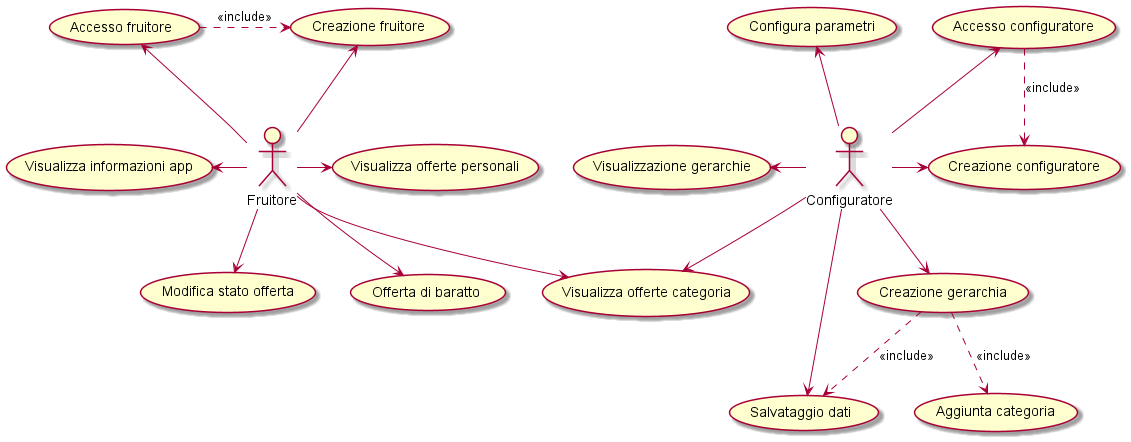 Accesso fruitore
«include»
Creazione fruitore
Configura parametri
Accesso configuratore
«include»
Visualizza informazioni app
Visualizza offerte personali
Visualizzazione gerarchie
Creazione configuratore
Fruitore
Configuratore
Modifica stato offerta
Offerta di baratto
Visualizza offerte categoria
Creazione gerarchia
«include»
«include»
Salvataggio dati
Aggiunta categoria